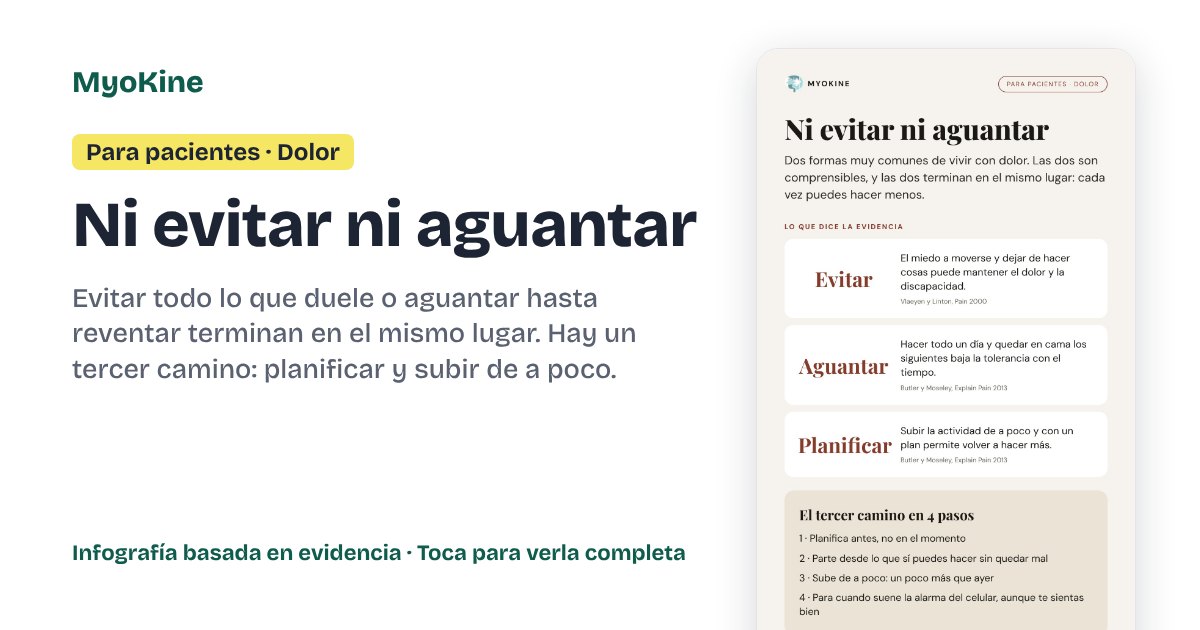 MyoKine
Para pacientes · Dolor
Ni evitar ni aguantar
Evitar todo lo que duele o aguantar hasta
reventar terminan en el mismo lugar. Hay un
tercer camino: planificar y subir de a poco.
Infografía basada en evidencia · Toca para verla completa
MYOKINE
PARA PACIENTES · DOLOR
Ni evitar ni aguantar
Dos formas muy comunes de vivir con dolor. Las dos son
comprensibles, y las dos terminan en el mismo lugar: cada
vez puedes hacer menos.
LO QUE DICE LA EVIDENCIA
Evitar
El miedo a moverse y dejar de hacer
cosas puede mantener el dolor y la
discapacidad.
Vlaeyen y Linton, Pain 2000
Aguantar
Hacer todo un día y quedar en cama los
siguientes baja la tolerancia con el
tiempo.
Butler y Moseley, Explain Pain 2013
Planificar
Subir la actividad de a poco y con un
plan permite volver a hacer más.
Butler y Moseley, Explain Pain 2013
El tercer camino en 4 pasos
1 · Planifica antes, no en el momento
2 · Parte desde lo que sí puedes hacer sin quedar mal
3 · Sube de a poco: un poco más que ayer
4 · Para cuando suene la alarma del celular, aunque te sientas
bien